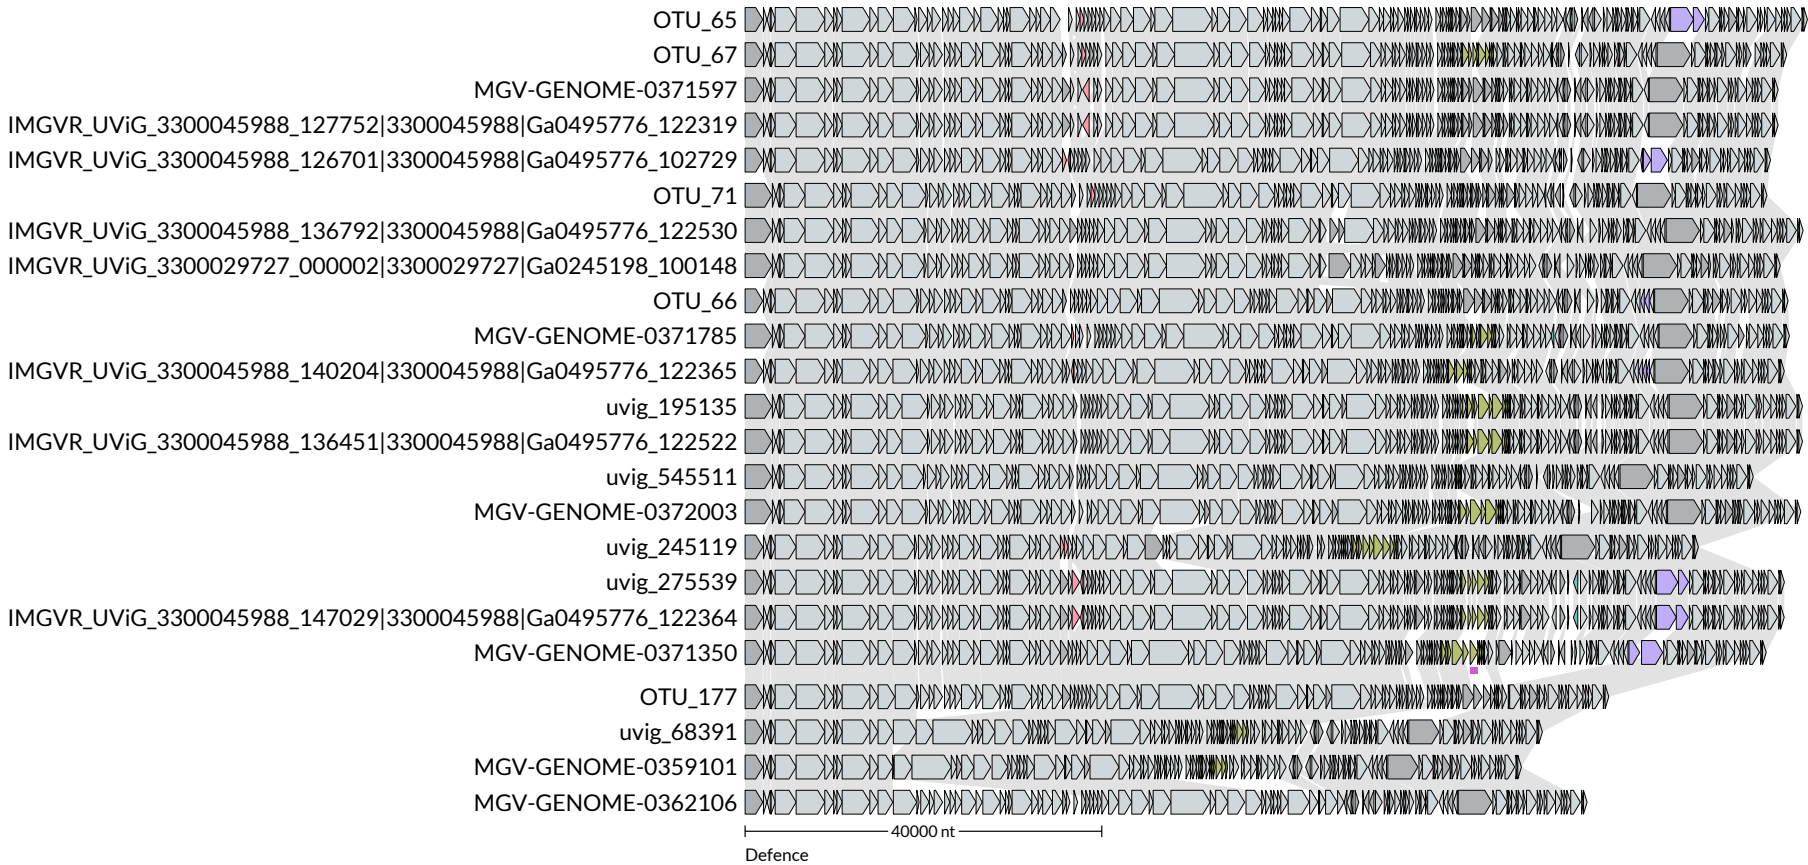 OTU_65
OTU_67
MGV-GENOME-0371597
IMGVR_UViG_3300045988_127752|3300045988|Ga0495776_122319
IMGVR_UViG_3300045988_126701|3300045988|Ga0495776_102729
OTU_71
IMGVR_UViG_3300045988_136792|3300045988|Ga0495776_122530
IMGVR_UViG_3300029727_000002|3300029727|Ga0245198_100148
OTU_66
MGV-GENOME-0371785
IMGVR_UViG_3300045988_140204|3300045988|Ga0495776_122365
uvig_195135
IMGVR_UViG_3300045988_136451|3300045988|Ga0495776_122522
uvig_545511
MGV-GENOME-0372003
uvig_245119
uvig_275539
IMGVR_UViG_3300045988_147029|3300045988|Ga0495776_122364
MGV-GENOME-0371350
OTU_177
uvig_68391
MGV-GENOME-0359101
MGV-GENOME-0362106
40000 nt
Defence